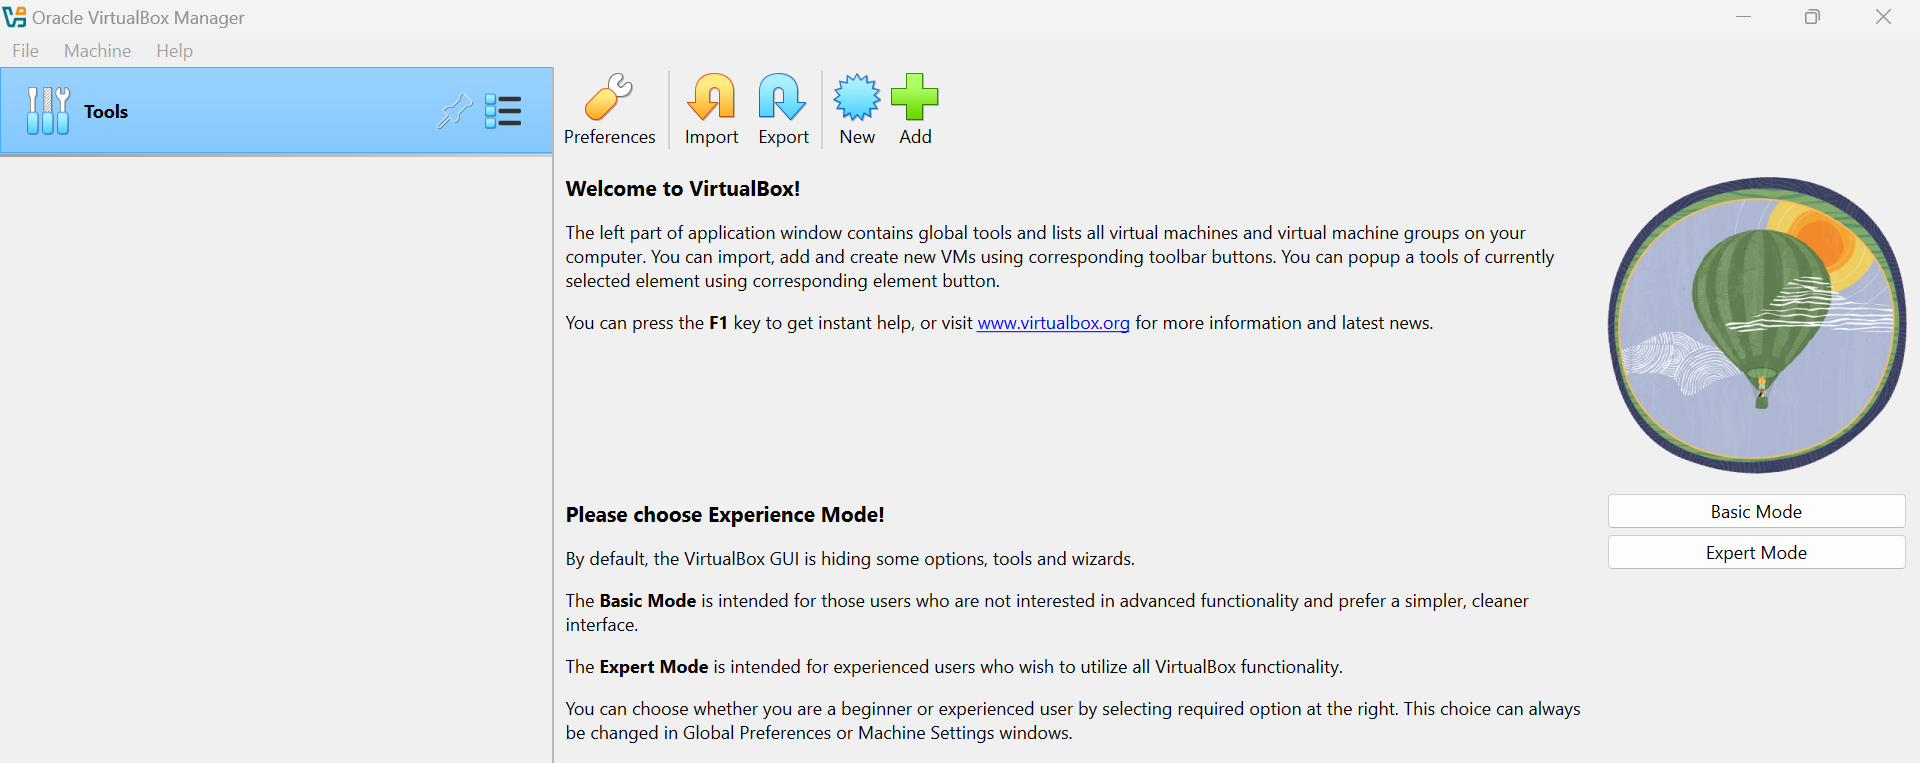 Oracle VirtualBox Manager
File Machine Help
Tools
Preferences Import Export New Add
Welcome to VirtualBox!
The left part of application window contains global tools and lists all virtual machines and virtual machine groups on your
computer. You can import, add and create new VMs using corresponding toolbar buttons. You can popup a tools of currently
selected element using corresponding element button.
You can press the F1 key to get instant help, or visit www.virtualbox.org for more information and latest news.
Please choose Experience Mode!
By default, the VirtualBox GUI is hiding some options, tools and wizards.
The Basic Mode is intended for those users who are not interested in advanced functionality and prefer a simpler, cleaner
interface.
The Expert Mode is intended for experienced users who wish to utilize all VirtualBox functionality.
You can choose whether you are a beginner or experienced user by selecting required option at the right. This choice can always
be changed in Global Preferences or Machine Settings windows.
Basic Mode
Expert Mode